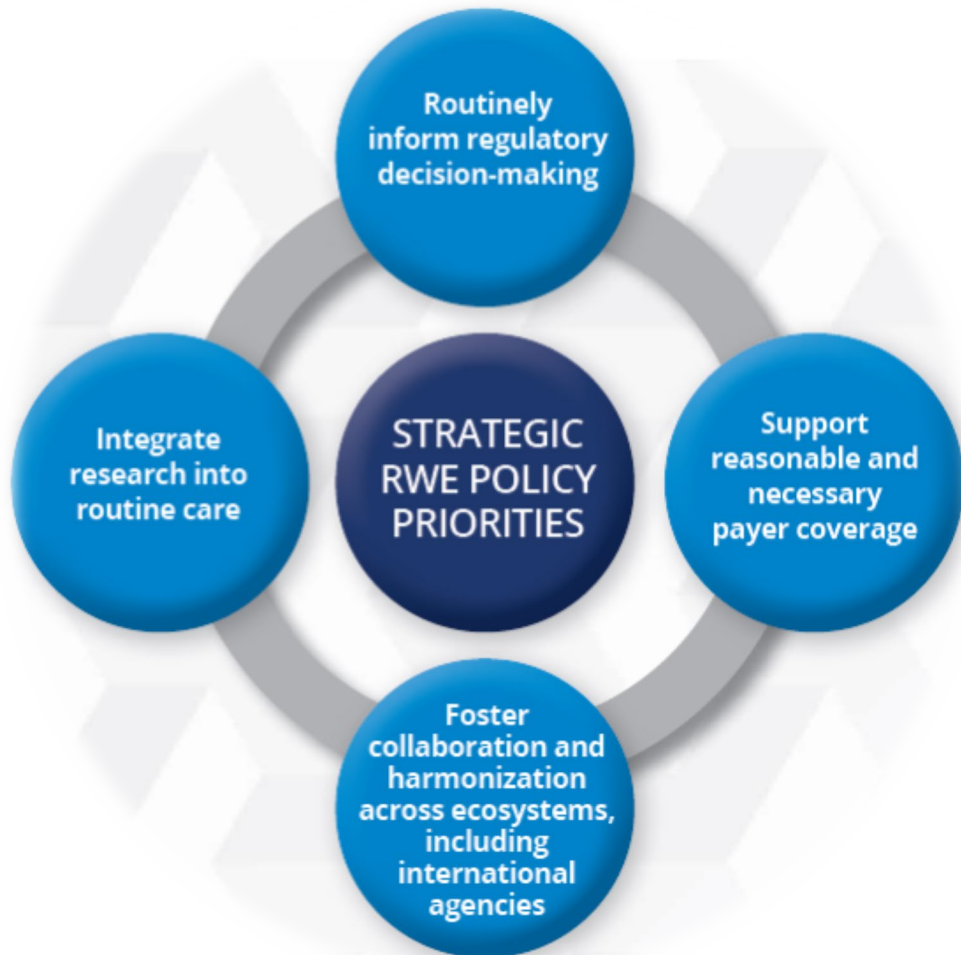 Routinely
inform regulatory
decision-making
Integrate
research into
routine care
STRATEGIC
RWE POLICY
PRIORITIES
Support
reasonable and
necessary
payer coverage
Foster
collaboration and
harmonization
across ecosystems,
including
international
agencies